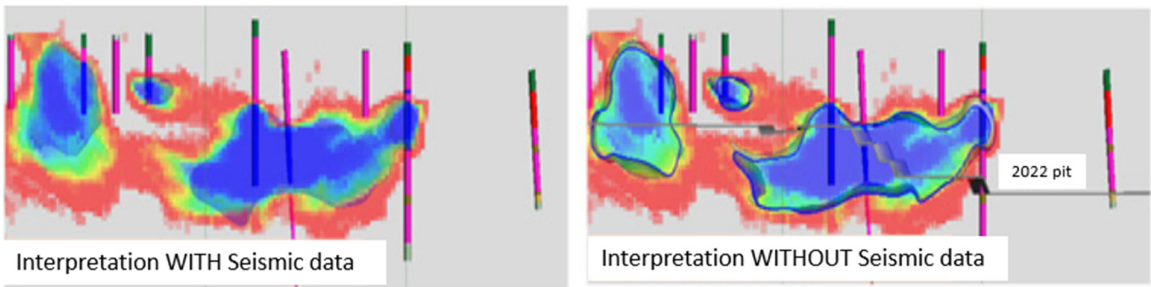 2022 pit
Interpretation WITH Seismic data
Interpretation WITHOUT Seismic data